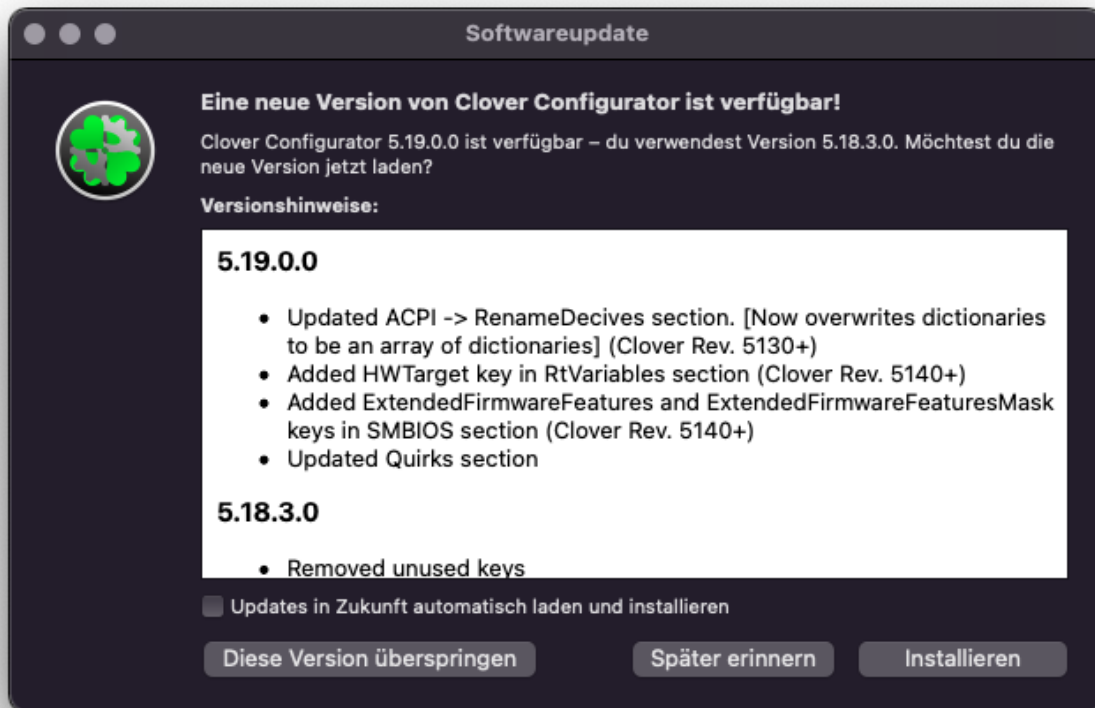 Softwareupdate
Eine neue Version von Clover Configurator ist verfügbar!
Clover Configurator 5.19.0.0 ist verfügbar – du verwendest Version 5.18.3.0. Möchtest du die
neue Version jetzt laden?
Versionshinweise:
5.19.0.0
• Updated ACPI -> RenameDecives section. [Now overwrites dictionaries
to be an array of dictionaries] (Clover Rev. 5130+)
• Added HWTarget key in RtVariables section (Clover Rev. 5140+)
• Added ExtendedFirmwareFeatures and ExtendedFirmwareFeaturesMask
keys in SMBIOS section (Clover Rev. 5140+)
• Updated Quirks section
5.18.3.0
• Removed unused keys
Updates in Zukunft automatisch laden und installieren
Diese Version überspringen
Später erinnern
Installieren